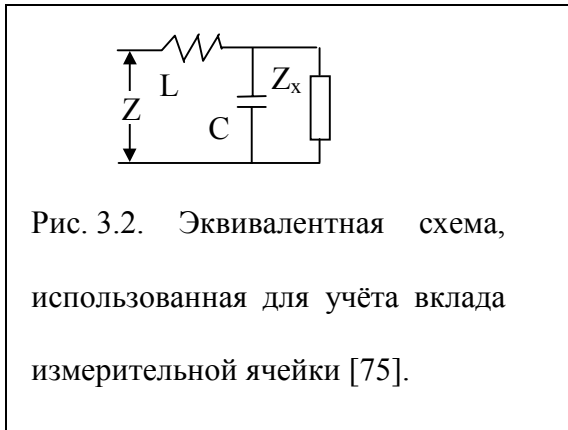 L
Z
C
Zₓ
Рис. 3.2. Эквивалентная схема,
использованная для учёта вклада
измерительной ячейки [75].